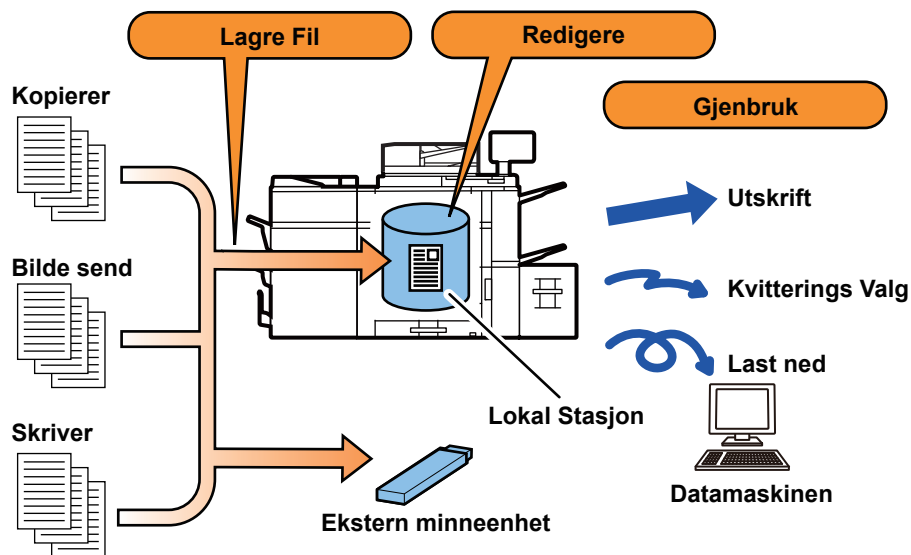 Lagre Fil
Redigere
Kopierer
Gjenbruk
Utskrift
Bilde send
Kvitterings Valg
Last ned
Lokal Stasjon
Skriver
Datamaskinen
Ekstern minneenhet